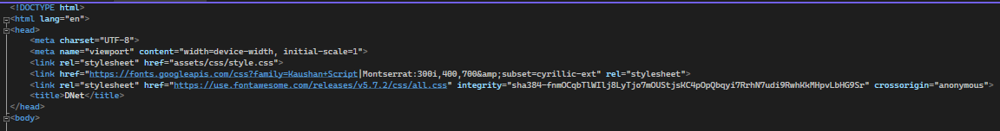 <!DOCTYPE html>
<html lang="en">
<head>
<meta charset="UTF-8">
<meta name="viewport" content="width=device-width, initial-scale=1">
<link rel="stylesheet" href="assets/css/style.css">
<link href="https://fonts.googleapis.com/css?family=Kaushan+Script|Montserrat:300i,400,700&amp;subset=cyrillic-ext" rel="stylesheet">
<link rel="stylesheet" href="https://use.fontawesome.com/releases/v5.7.2/css/all.css" integrity="sha384-fnmOCqbTlWIlj8LyTjo7mOUStjsKC4pOpQbqyi7RrhN7udi9RwhKkMHpvLbHG9Sr" crossorigin="anonymous">
<title>DNet</title>
</head>
<body>